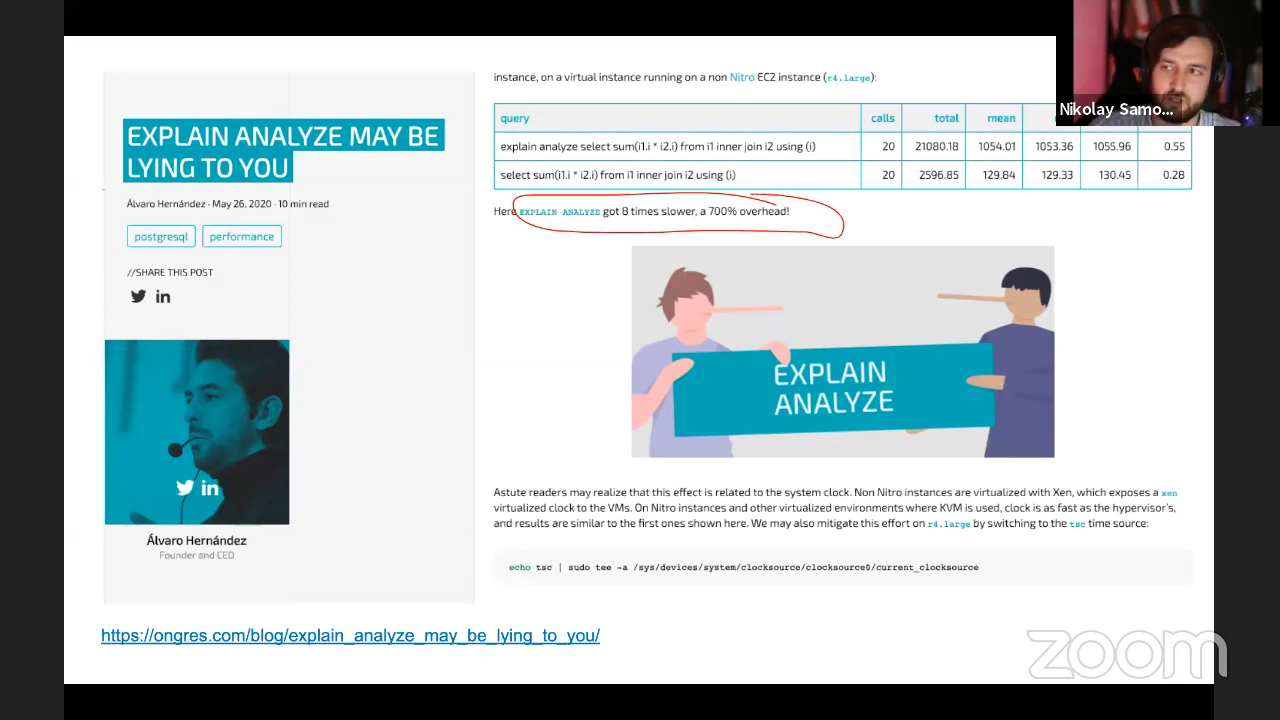 Nikolay Samo...
EXPLAIN ANALYZE MAY BE
LYING TO YOU
Álvaro Hernández · May 26, 2020 · 10 min read
postgresql performance
//SHARE THIS POST
Álvaro Hernández
Founder and CEO
instance, on a virtual instance running on a non Nitro EC2 instance (r4.large):
query calls total mean
explain analyze select sum(i1.i * i2.i) from i1 inner join i2 using (i) 20 21080.18 1054.01 1053.36 1055.96 0.55
select sum(i1.i * i2.i) from i1 inner join i2 using (i) 20 2596.85 129.84 129.33 130.45 0.28
Here EXPLAIN ANALYZE got 8 times slower, a 700% overhead!
EXPLAIN
ANALYZE
Astute readers may realize that this effect is related to the system clock. Non Nitro instances are virtualized with Xen, which exposes a xen
virtualized clock to the VMs. On Nitro instances and other virtualized environments where KVM is used, clock is as fast as the hypervisor's,
and results are similar to the first ones shown here. We may also mitigate this effort on r4.large by switching to the tsc time source:
echo tsc | sudo tee -a /sys/devices/system/clocksource/clocksource0/current_clocksource
https://ongres.com/blog/explain_analyze_may_be_lying_to_you/
zoom